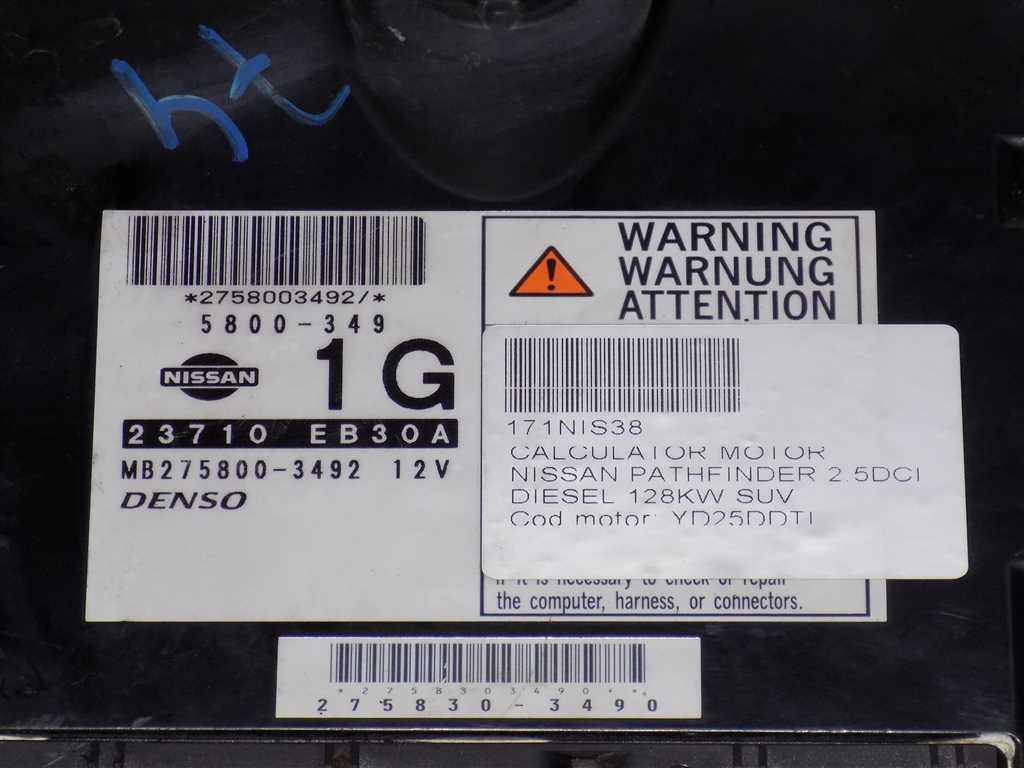 ht
*2758003492/*
5800-349
NISSAN
1G
23710 EB30A
MB275800-3492 12V
DENSO
WARNING
WARNUNG
ATTENTION
171NIS38
CALCULATOR MOTOR
NISSAN PATHFINDER 2.5DCI
DIESEL 128KW SUV
Cod motor: YD25DDTI
if it is necessary to check or repair
the computer, harness, or connectors.
275830-3490